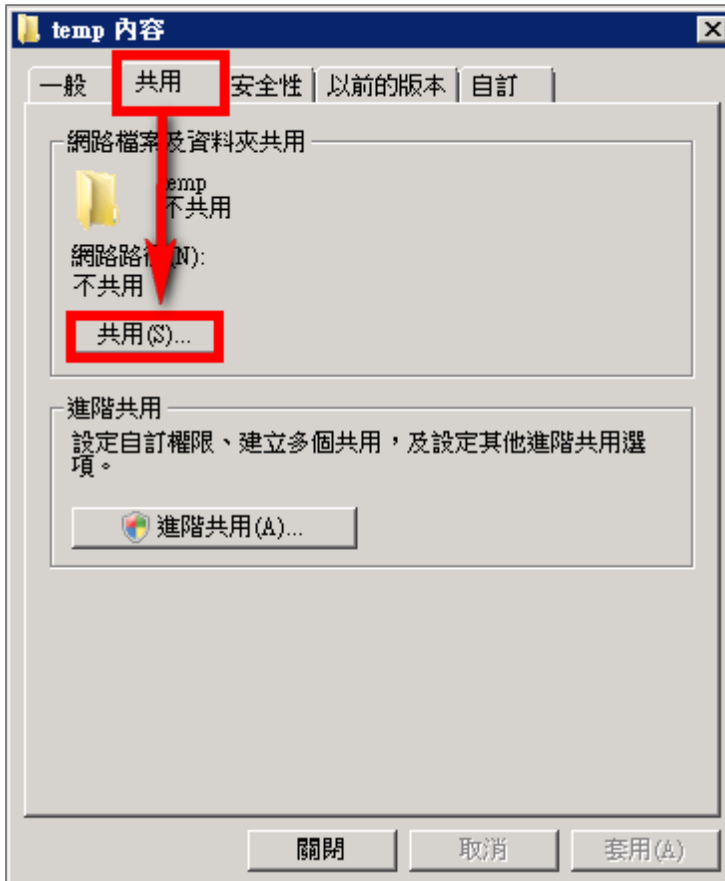 temp 內容
一般 共用 安全性 以前的版本 自訂
網路檔案及資料夾共用
temp
不共用
網路路徑(N):
不共用
共用(S)...
進階共用
設定自訂權限、建立多個共用，及設定其他進階共用選
項。
進階共用(A)...
關閉 取消 套用(A)